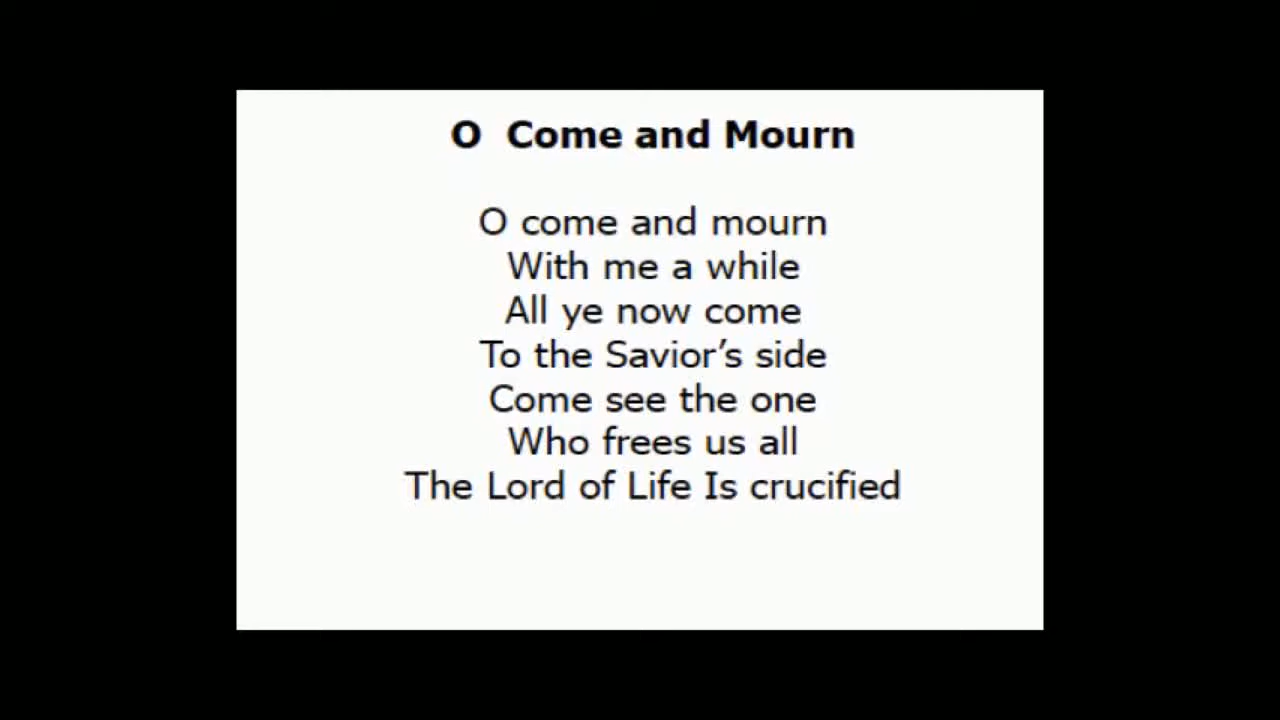 O  Come and Mourn
O come and mourn
With me a while
All ye now come
To the Savior’s side
Come see the one
Who frees us all
The Lord of Life Is crucified